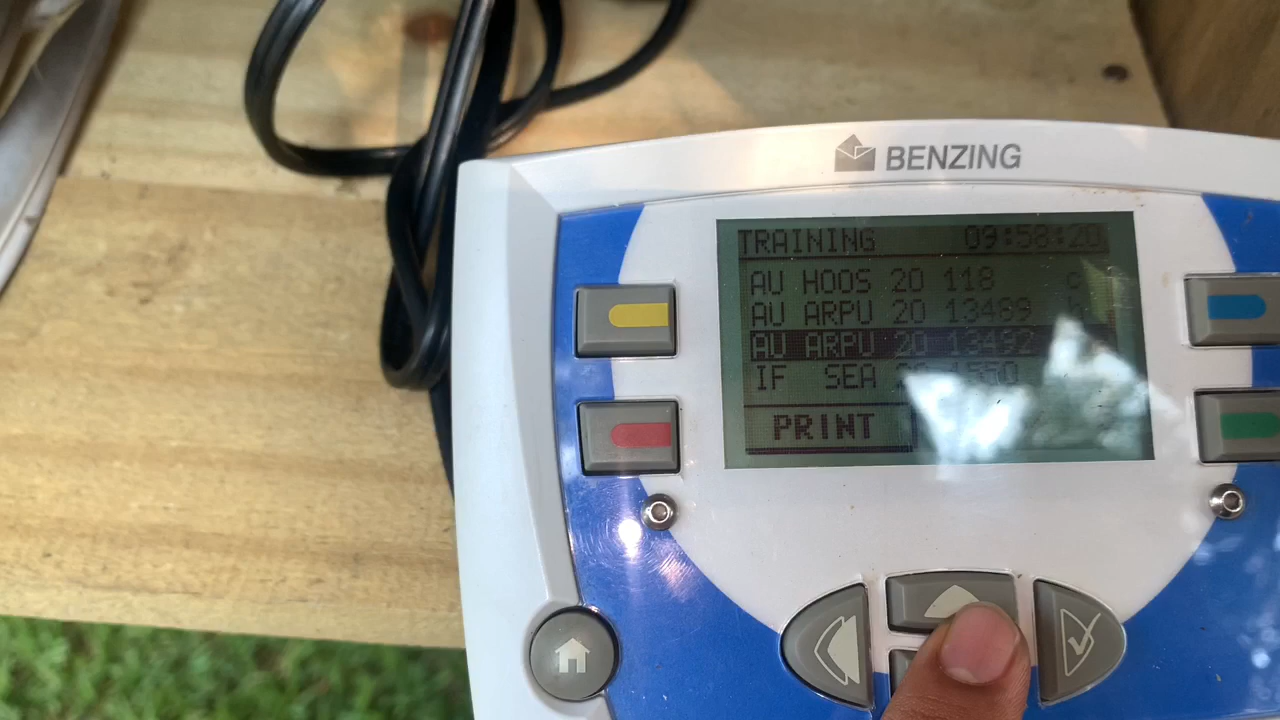 BENZING
TRAINING 09:58:20
AU HOOS 20 118 c
AU ARPU 20 13469
AU ARPU 20 13492
IF SEA 1550
PRINT